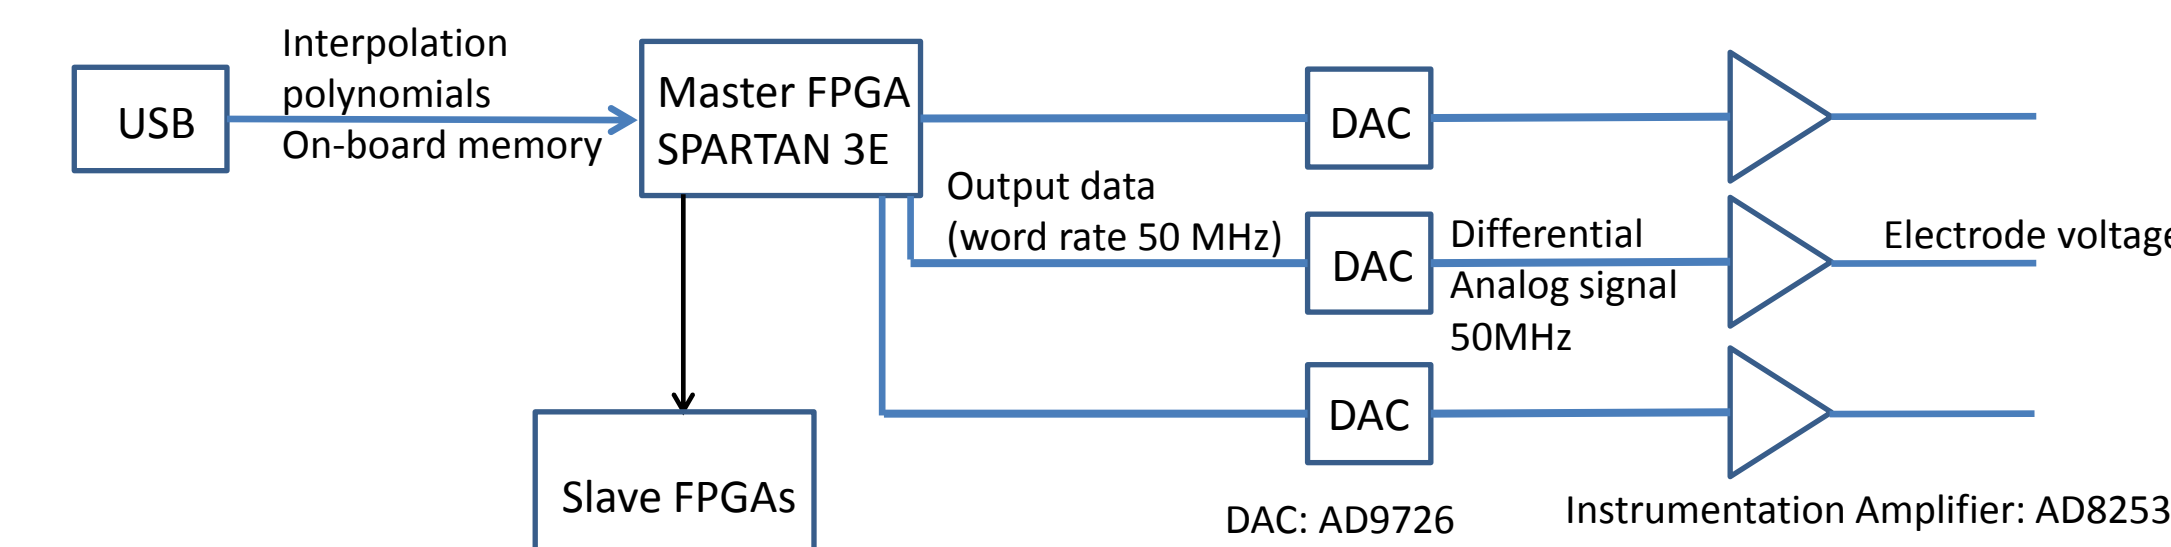 Interpolation
polynomials
On-board memory
USB
Master FPGA
SPARTAN 3E
DAC
Output data
(word rate 50 MHz)
DAC
Differential
Analog signal
50MHz
Electrode voltage
DAC
Slave FPGAs
DAC: AD9726
Instrumentation Amplifier: AD8253